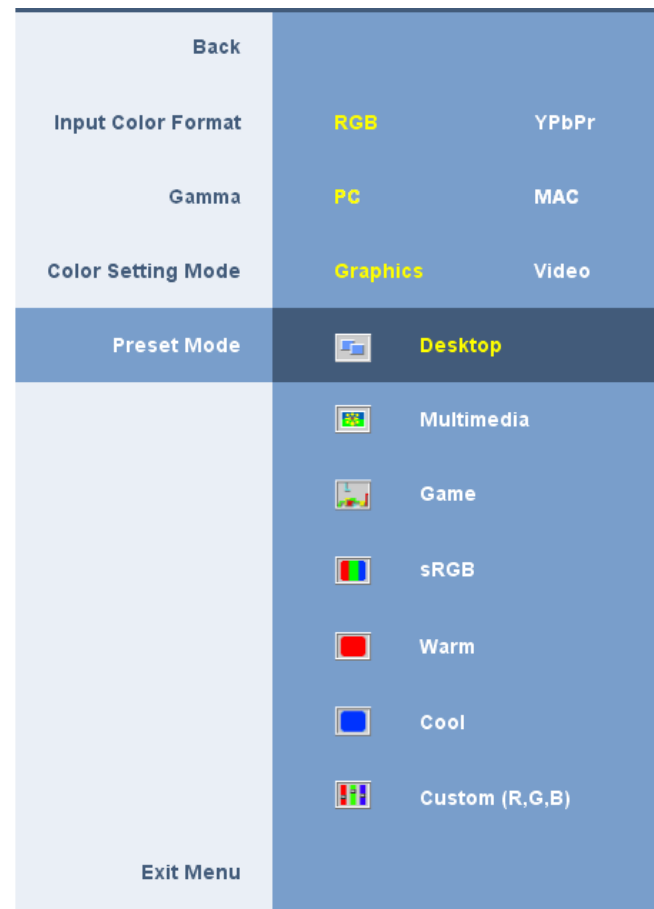 Back
Input Color Format RGB YPbPr
Gamma PC MAC
Color Setting Mode Graphics Video
Preset Mode Desktop
Multimedia
Game
sRGB
Warm
Cool
Custom (R,G,B)
Exit Menu